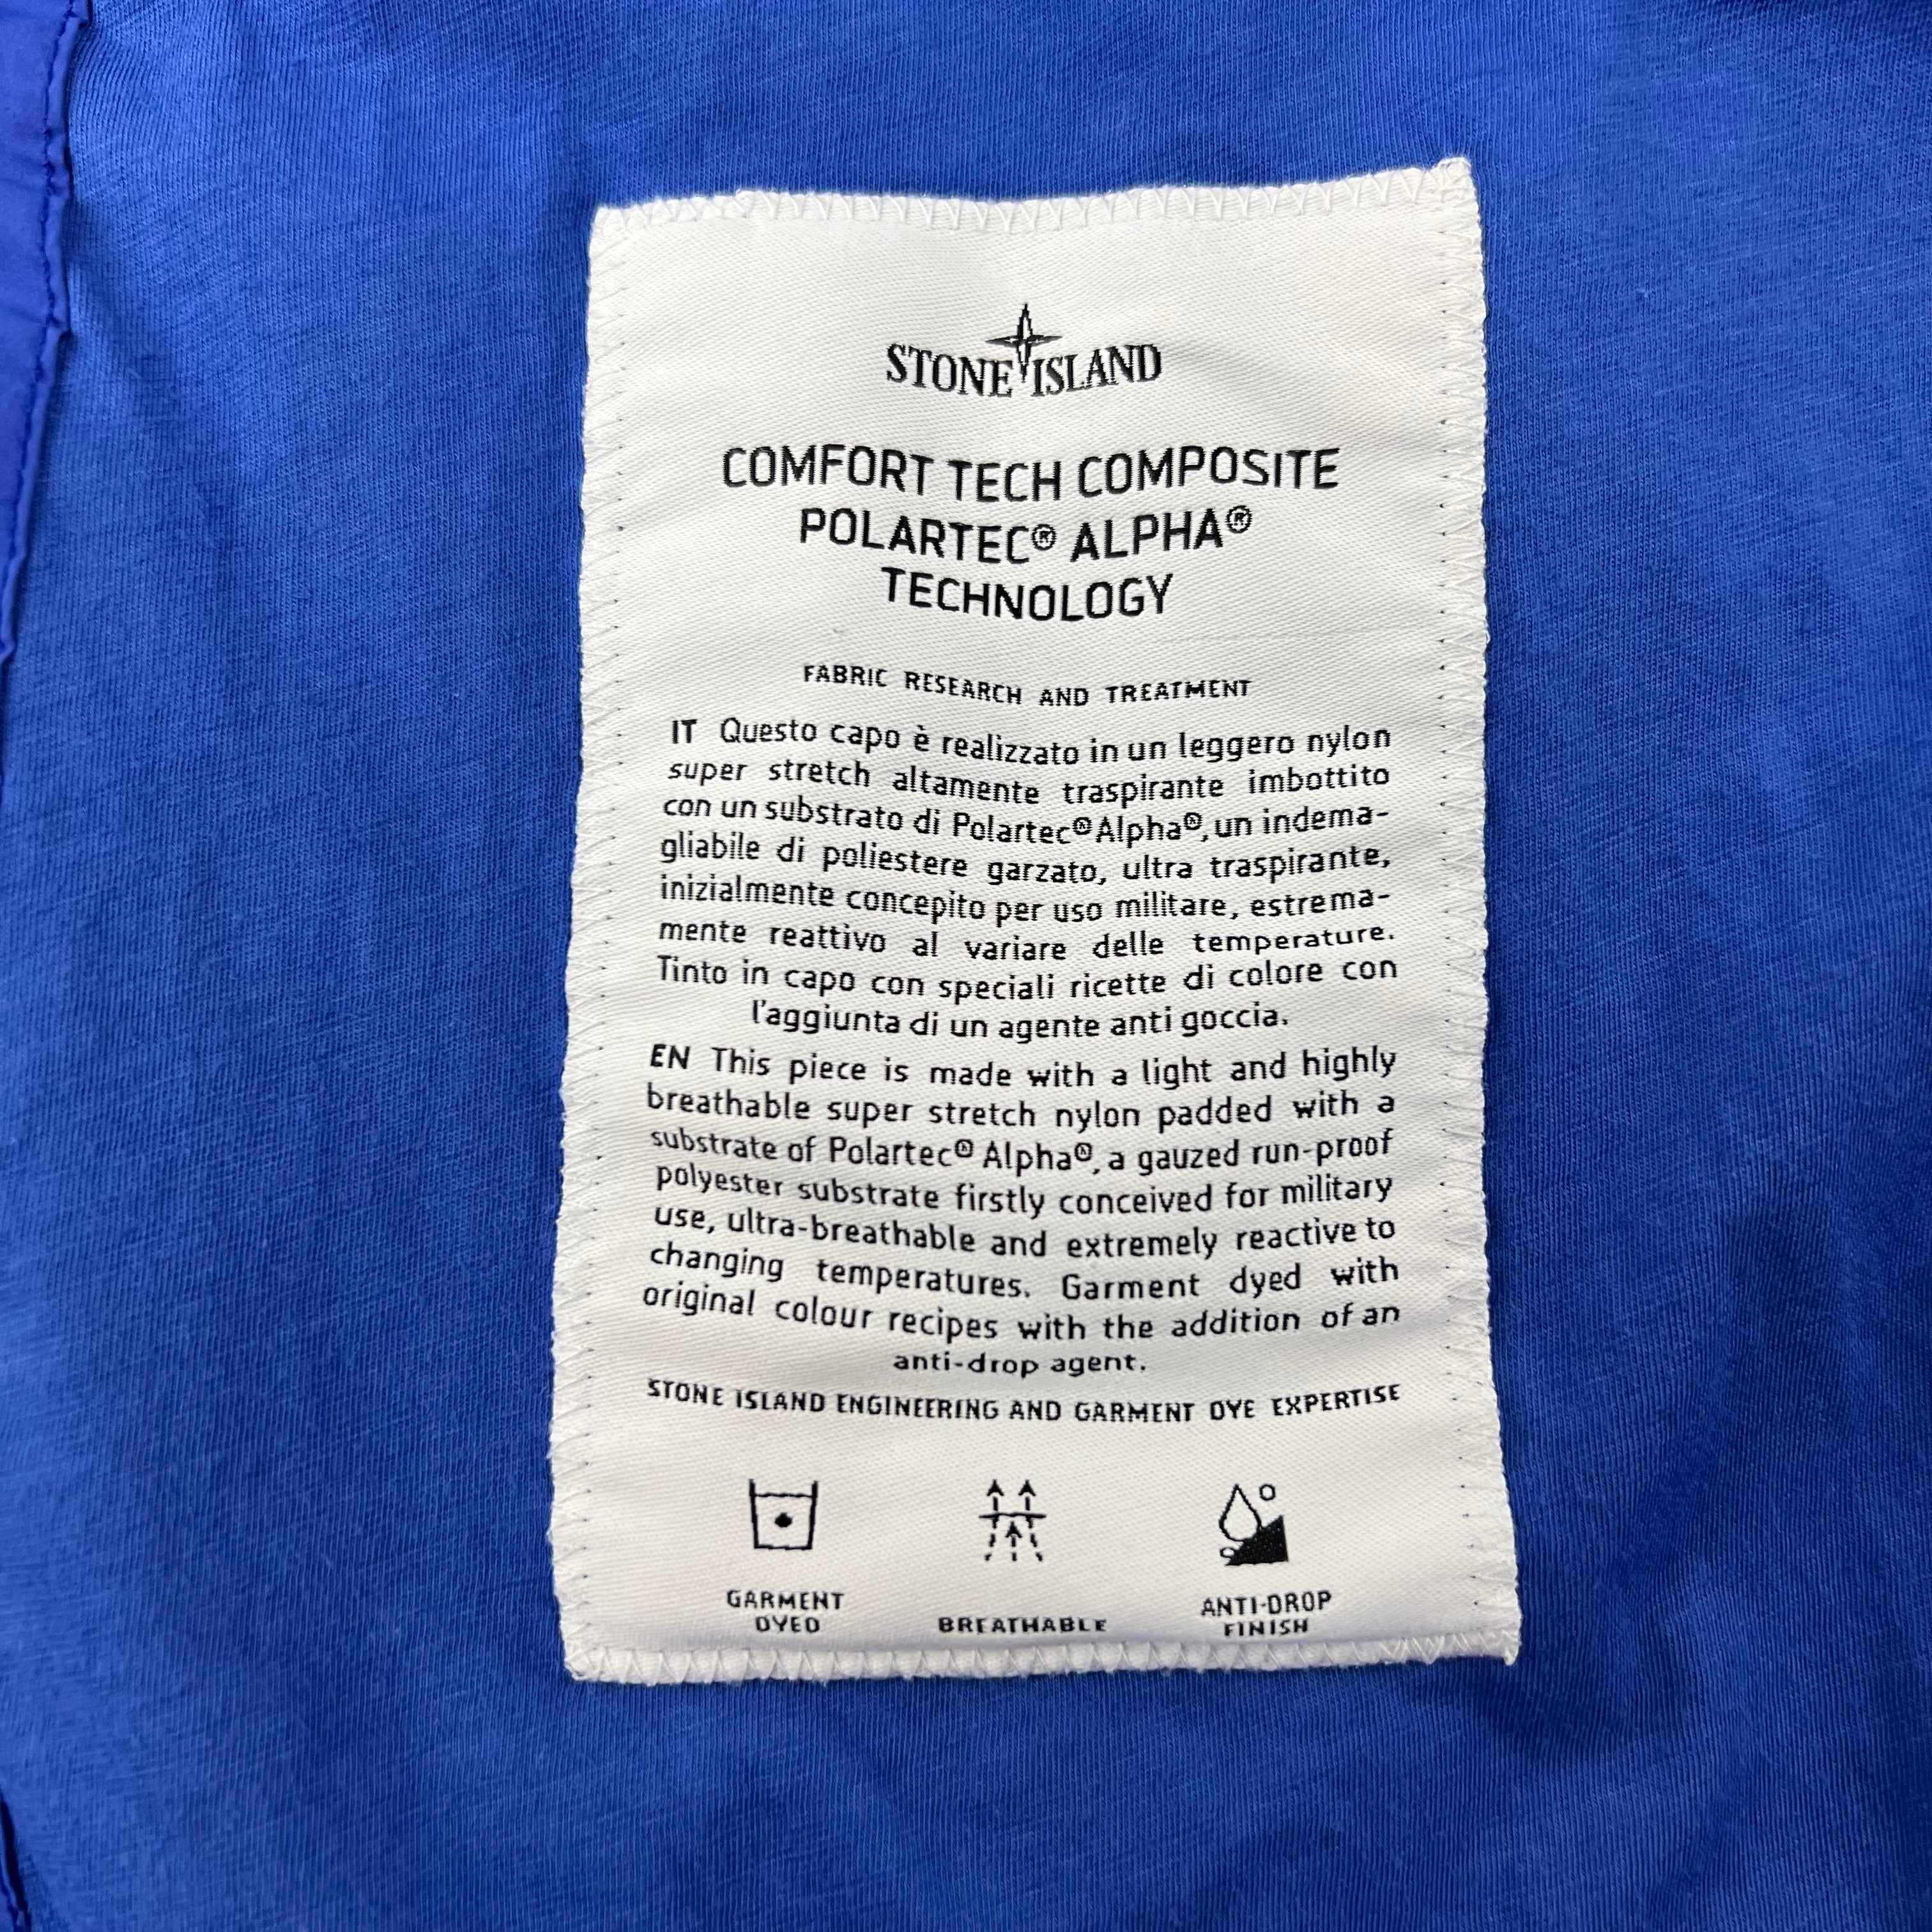 STONE ISLAND
COMFORT TECH COMPOSITE
POLARTEC® ALPHA®
TECHNOLOGY
FABRIC RESEARCH AND TREATMENT
IT Questo capo è realizzato in un leggero nylon
super stretch altamente traspirante imbottito
con un substrato di Polartec® Alpha®, un indema-
gliabile di poliestere garzato, ultra traspirante,
inizialmente concepito per uso militare, estrema-
mente reattivo al variare delle temperature.
Tinto in capo con speciali ricette di colore con
l'aggiunta di un agente anti goccia.
EN This piece is made with a light and highly
breathable super stretch nylon padded with a
substrate of Polartec® Alpha®, a gauzed run-proof
polyester substrate firstly conceived for military
use, ultra-breathable and extremely reactive to
changing temperatures. Garment dyed with
original colour recipes with the addition of an
anti-drop agent.
STONE ISLAND ENGINEERING AND GARMENT DYE EXPERTISE
GARMENT
DYED
BREATHABLE
ANTI-DROP
FINISH